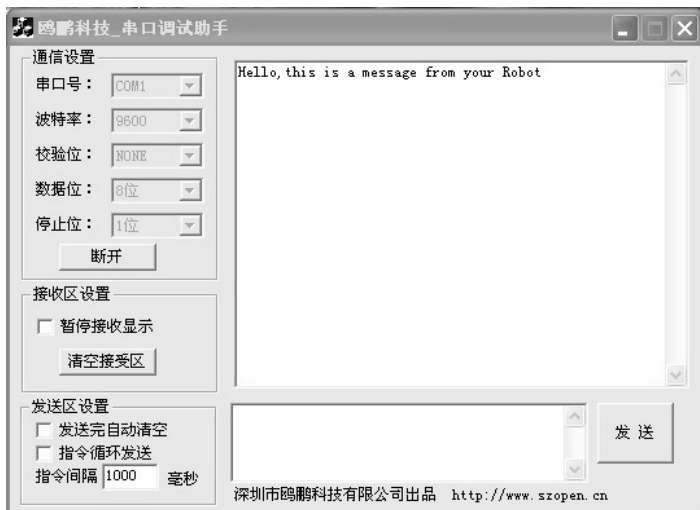 鸥鹏科技_串口调试助手
通信设置
串口号： COM1
波特率： 9600
校验位： NONE
数据位： 8位
停止位： 1位
断开
接收区设置
暂停接收显示
清空接受区
Hello,this is a message from your Robot
发送区设置
发送完自动清空
指令循环发送
指令间隔 1000 毫秒
发 送
深圳市鸥鹏科技有限公司出品 http://www.szopen.cn